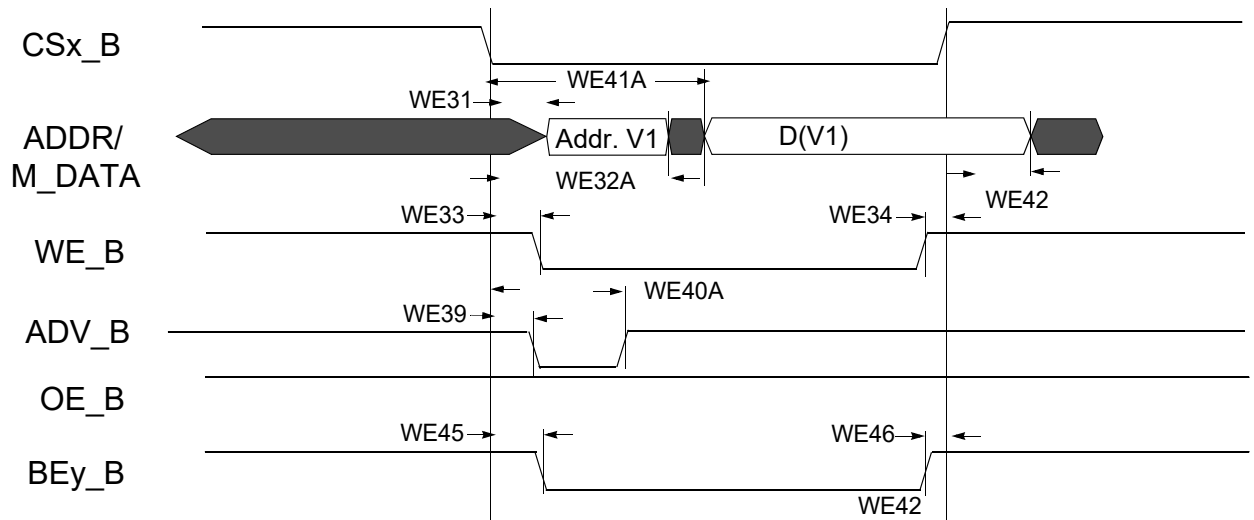 CSx_B
WE41A
WE31
ADDR/
M_DATA
Addr. V1
D(V1)
WE32A
WE42
WE33
WE34
WE_B
WE40A
WE39
ADV_B
OE_B
WE45
WE46
BEy_B
WE42